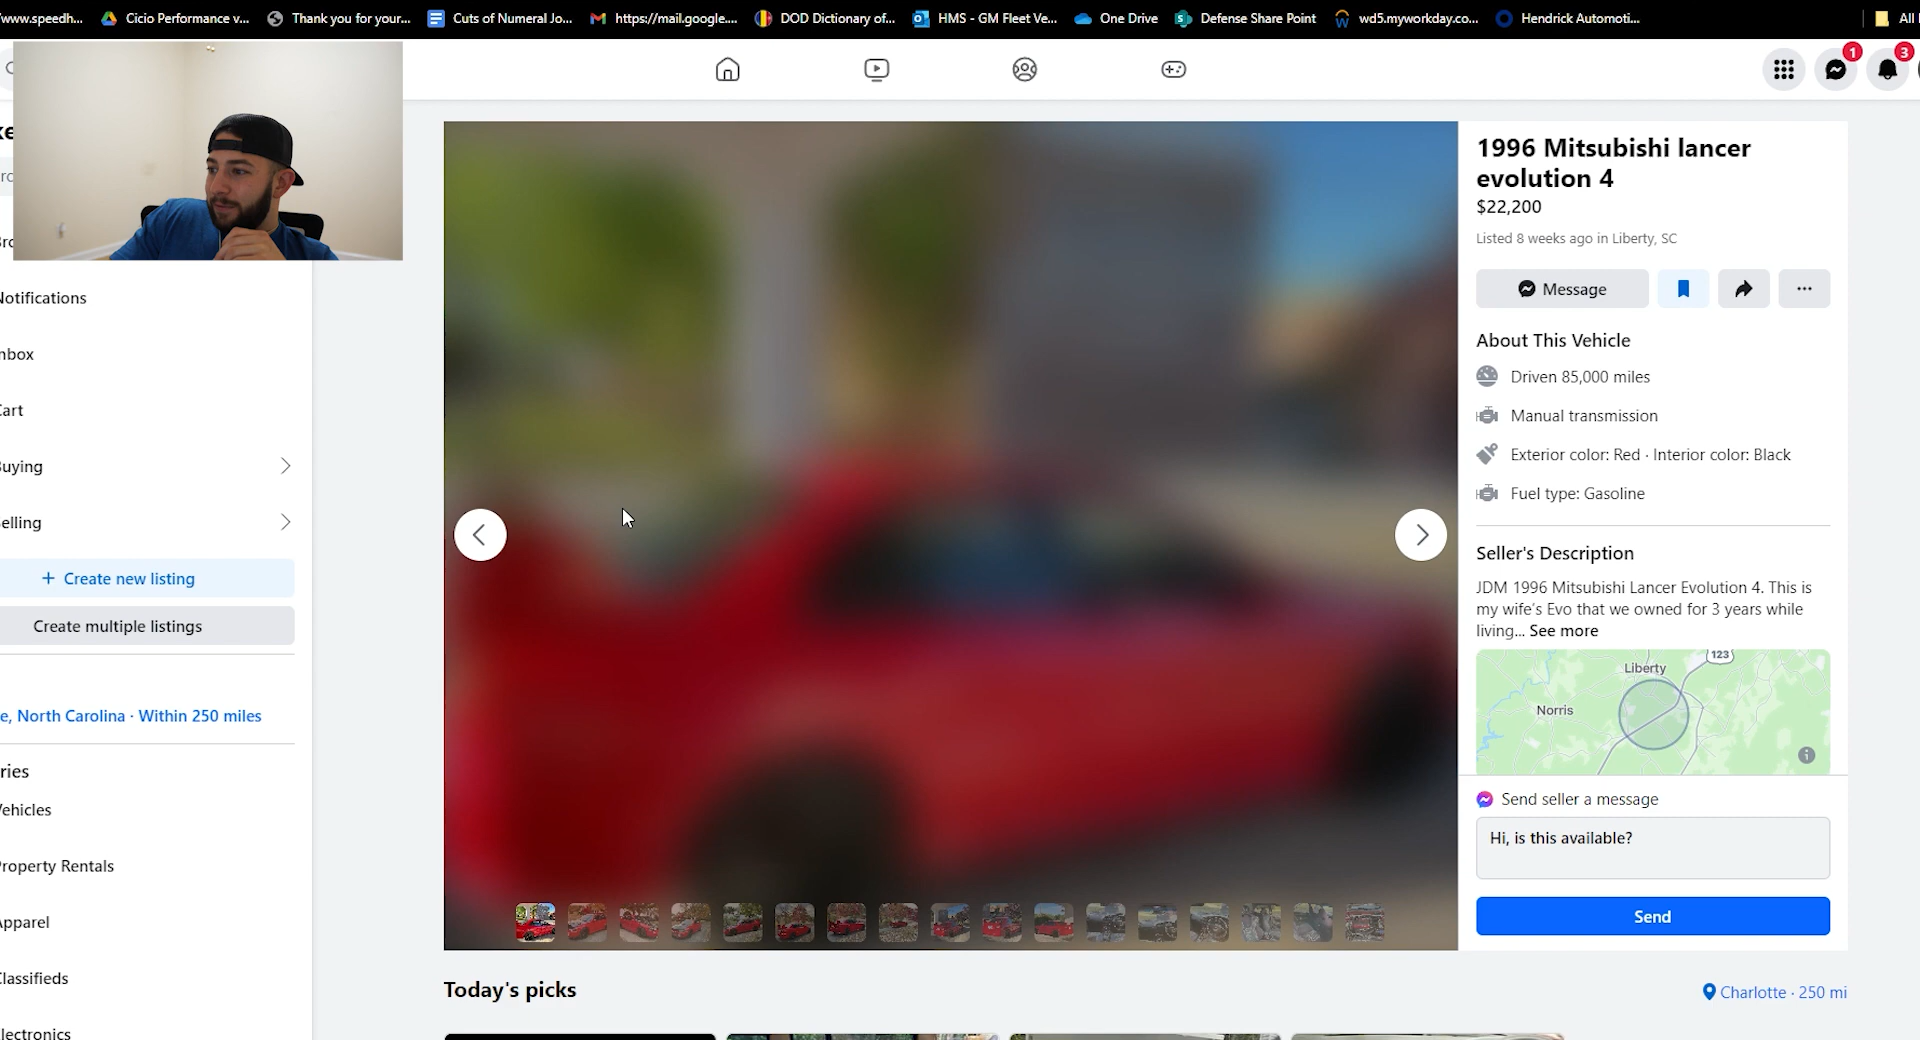 www.speedh...
Cicio Performance v...
Thank you for your...
Cuts of Numeral Jo...
https://mail.google....
DOD Dictionary of...
HMS - GM Fleet Ve...
One Drive
Defense Share Point
wd5.myworkday.co...
Hendrick Automoti...
All
1
3
Notifications
nbox
Cart
Buying
elling
+ Create new listing
Create multiple listings
e, North Carolina · Within 250 miles
ries
Vehicles
Property Rentals
Apparel
Classifieds
lectronics
1996 Mitsubishi lancer
evolution 4
$22,200
Listed 8 weeks ago in Liberty, SC
Message
About This Vehicle
Driven 85,000 miles
Manual transmission
Exterior color: Red · Interior color: Black
Fuel type: Gasoline
Seller's Description
JDM 1996 Mitsubishi Lancer Evolution 4. This is
my wife's Evo that we owned for 3 years while
living... See more
123
Liberty
Norris
Send seller a message
Hi, is this available?
Send
Today's picks
Charlotte · 250 mi